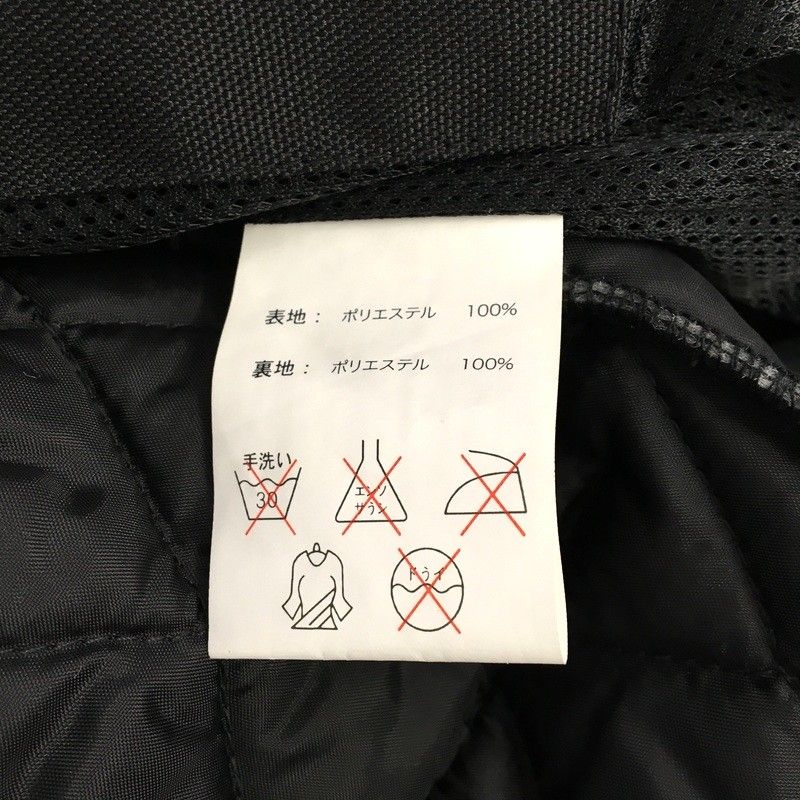 表地： ポリエステル 100%
裏地： ポリエステル 100%
手洗い
30
エンソ
サラシ
ドライ